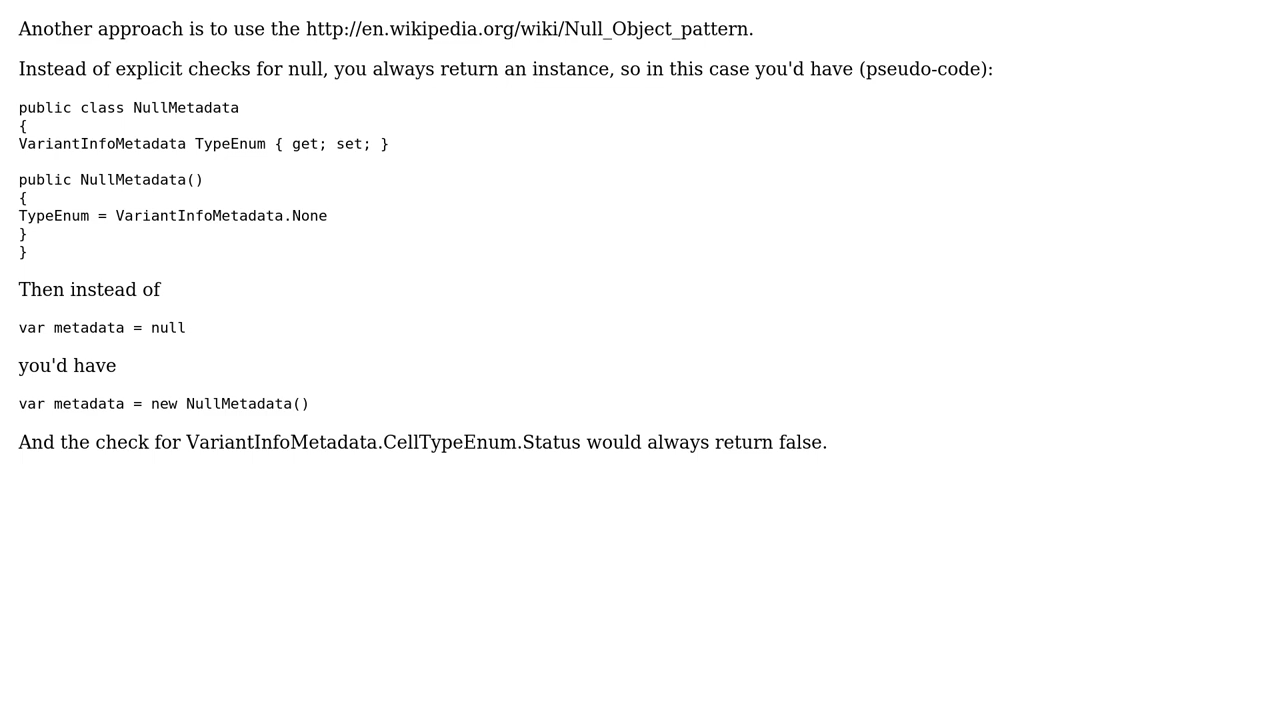 Another approach is to use the http://en.wikipedia.org/wiki/Null_Object_pattern.
Instead of explicit checks for null, you always return an instance, so in this case you'd have (pseudo-code):
public class NullMetadata
{
VariantInfoMetadata TypeEnum { get; set; }
public NullMetadata()
{
TypeEnum = VariantInfoMetadata.None
}
}
Then instead of
var metadata = null
you'd have
var metadata = new NullMetadata()
And the check for VariantInfoMetadata.CellTypeEnum.Status would always return false.